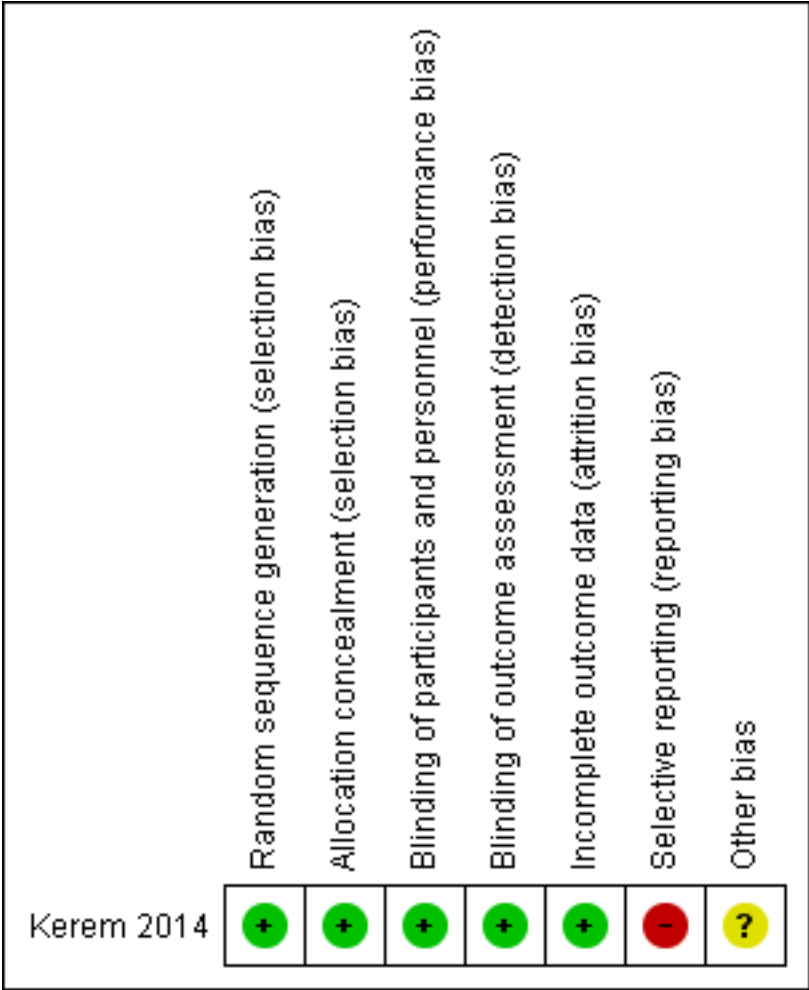 Random sequence generation (selection bias)
Allocation concealment (selection bias)
Blinding of participants and personnel (performance bias)
Blinding of outcome assessment (detection bias)
Incomplete outcome data (attrition bias)
Selective reporting (reporting bias)
Other bias
Kerem 2014 + + + + + - ?